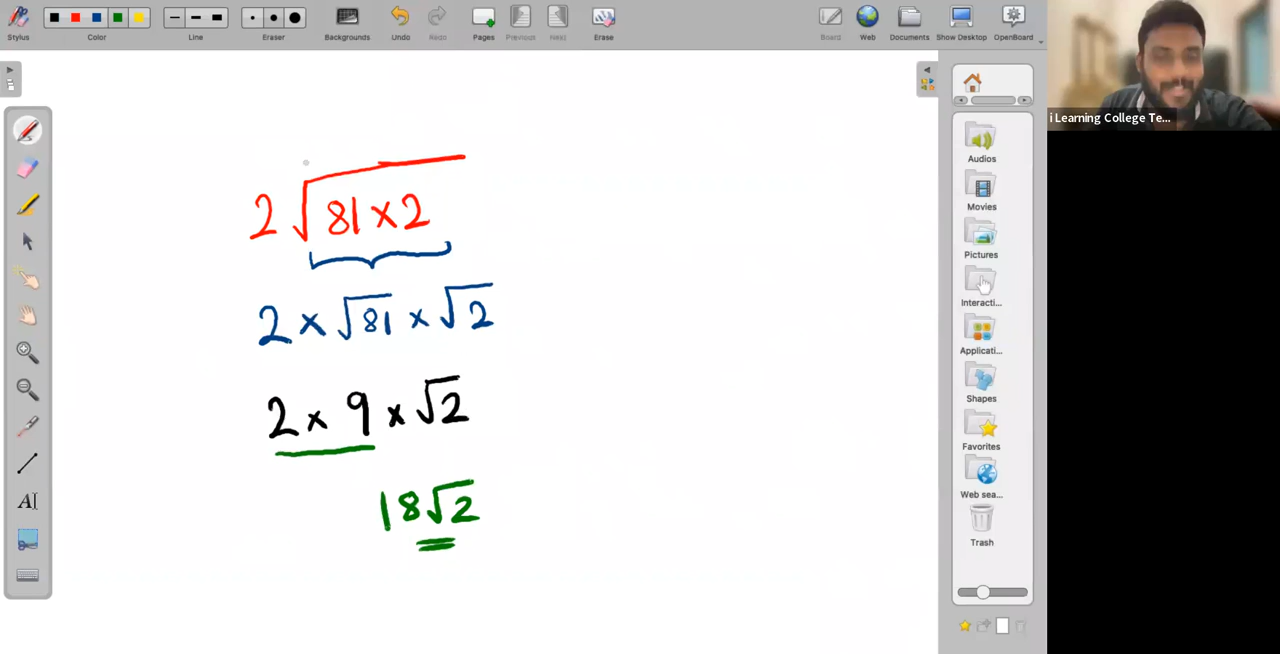 Stylus
Color
Line
Eraser
Backgrounds
Undo
Redo
Pages
Previous
Next
Erase
Board
Web
Documents
Show Desktop
OpenBoard
i Learning College Te...
2√81 × 2
2 × √81 × √2
2 × 9 × √2
18√2
Audios
Movies
Pictures
Interacti...
Applicati...
Shapes
Favorites
Web sea...
Trash
AI